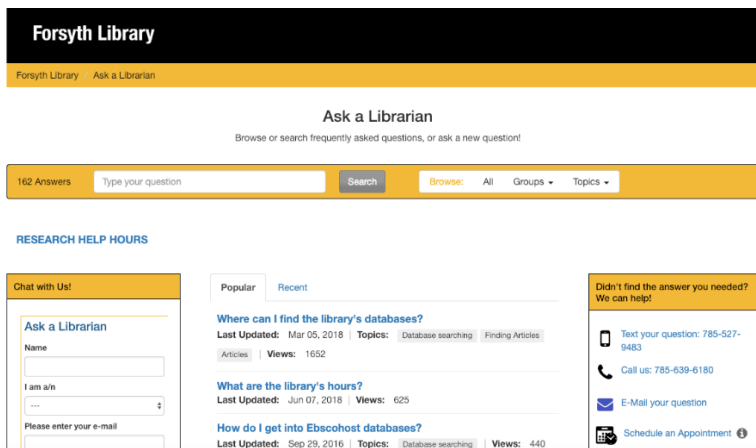 Forsyth Library
Forsyth Library / Ask a Librarian
Ask a Librarian
Browse or search frequently asked questions, or ask a new question!
162 Answers Type your question Search Browse: All Groups Topics
RESEARCH HELP HOURS
Chat with Us!
Ask a Librarian
Name
I am a/n
---
Please enter your e-mail
Popular Recent
Where can I find the library's databases?
Last Updated: Mar 05, 2018 | Topics: Database searching Finding Articles
Articles | Views: 1652
What are the library's hours?
Last Updated: Jun 07, 2018 | Views: 625
How do I get into Ebscohost databases?
Last Updated: Sep 29, 2016 | Topics: Database searching | Views: 440
Didn't find the answer you needed?
We can help!
Text your question: 785-527-
9483
Call us: 785-639-6180
E-Mail your question
Schedule an Appointment